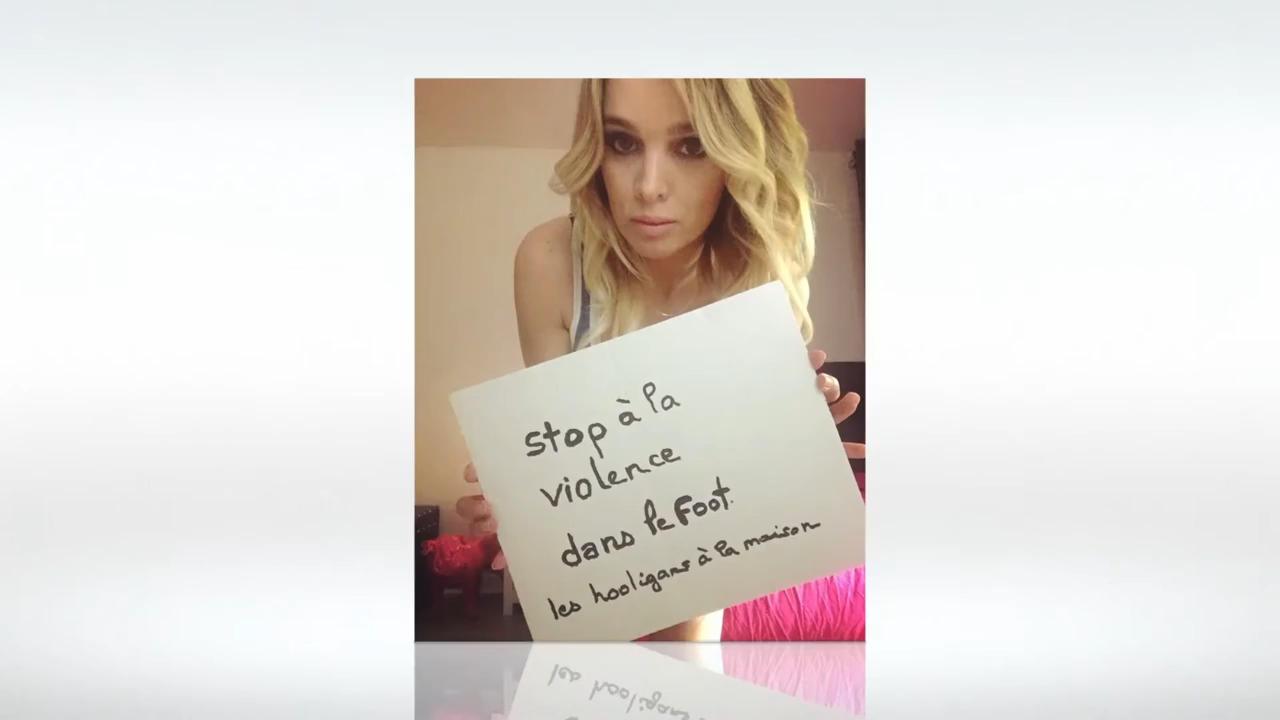 stop à la
violence
dans le foot.
les hooligans à la maison